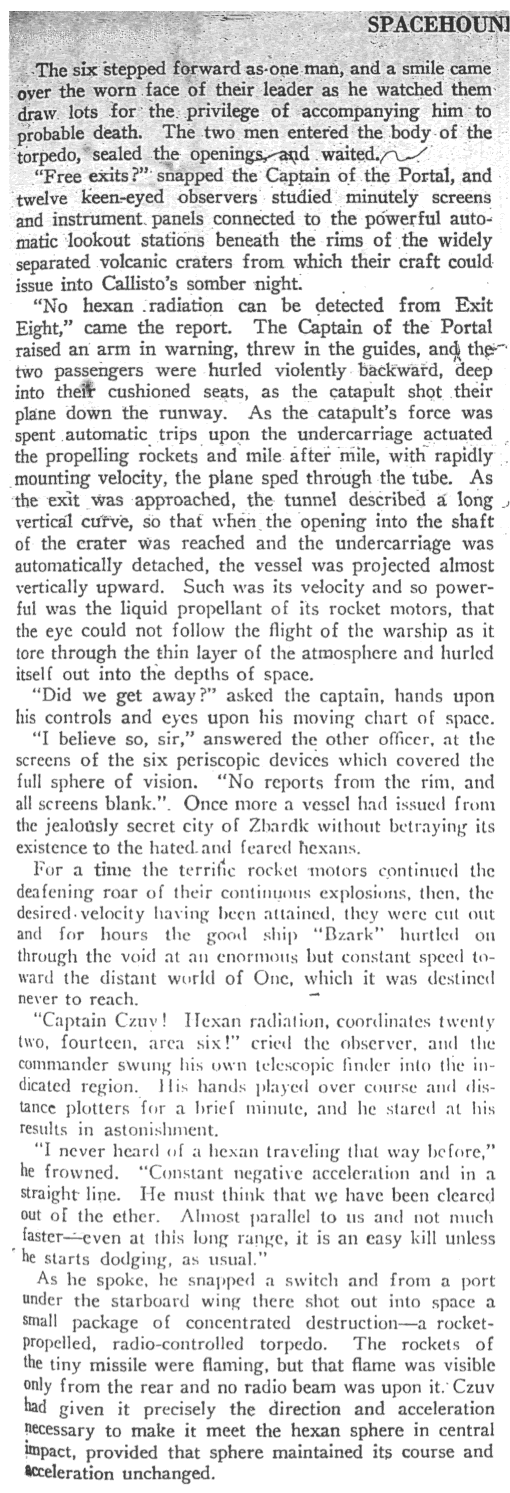 SPACEHOUN
The six stepped forward as one man, and a smile came
over the worn face of their leader as he watched them
draw lots for the privilege of accompanying him to
probable death. The two men entered the body of the
torpedo, sealed the openings, and waited.
"Free exits?" snapped the Captain of the Portal, and
twelve keen-eyed observers studied minutely screens
and instrument panels connected to the powerful auto-
matic lookout stations beneath the rims of the widely
separated volcanic craters from which their craft could
issue into Callisto's somber night.
"No hexan radiation can be detected from Exit
Eight," came the report. The Captain of the Portal
raised an arm in warning, threw in the guides, and the
two passengers were hurled violently backward, deep
into their cushioned seats, as the catapult shot their
plane down the runway. As the catapult's force was
spent automatic trips upon the undercarriage actuated
the propelling rockets and mile after mile, with rapidly
mounting velocity, the plane sped through the tube. As
the exit was approached, the tunnel described a long
vertical curve, so that when the opening into the shaft
of the crater was reached and the undercarriage was
automatically detached, the vessel was projected almost
vertically upward. Such was its velocity and so power-
ful was the liquid propellant of its rocket motors, that
the eye could not follow the flight of the warship as it
tore through the thin layer of the atmosphere and hurled
itself out into the depths of space.
"Did we get away?" asked the captain, hands upon
his controls and eyes upon his moving chart of space.
"I believe so, sir," answered the other officer, at the
screens of the six periscopic devices which covered the
full sphere of vision. "No reports from the rim, and
all screens blank.". Once more a vessel had issued from
the jealously secret city of Zbardk without betraying its
existence to the hated and feared hexans.
For a time the terrific rocket motors continued the
deafening roar of their continuous explosions, then, the
desired velocity having been attained, they were cut out
and for hours the good ship "Bzark" hurtled on
through the void at an enormous but constant speed to-
ward the distant world of One, which it was destined
never to reach.
"Captain Czuv! Hexan radiation, coordinates twenty
two, fourteen, area six!" cried the observer, and the
commander swung his own telescopic finder into the in-
dicated region. His hands played over course and dis-
tance plotters for a brief minute, and he stared at his
results in astonishment.
"I never heard of a hexan traveling that way before,"
he frowned. "Constant negative acceleration and in a
straight line. He must think that we have been cleared
out of the ether. Almost parallel to us and not much
faster—even at this long range, it is an easy kill unless
he starts dodging, as usual."
As he spoke, he snapped a switch and from a port
under the starboard wing there shot out into space a
small package of concentrated destruction—a rocket-
propelled, radio-controlled torpedo. The rockets of
the tiny missile were flaming, but that flame was visible
only from the rear and no radio beam was upon it. Czuv
had given it precisely the direction and acceleration
necessary to make it meet the hexan sphere in central
impact, provided that sphere maintained its course and
acceleration unchanged.